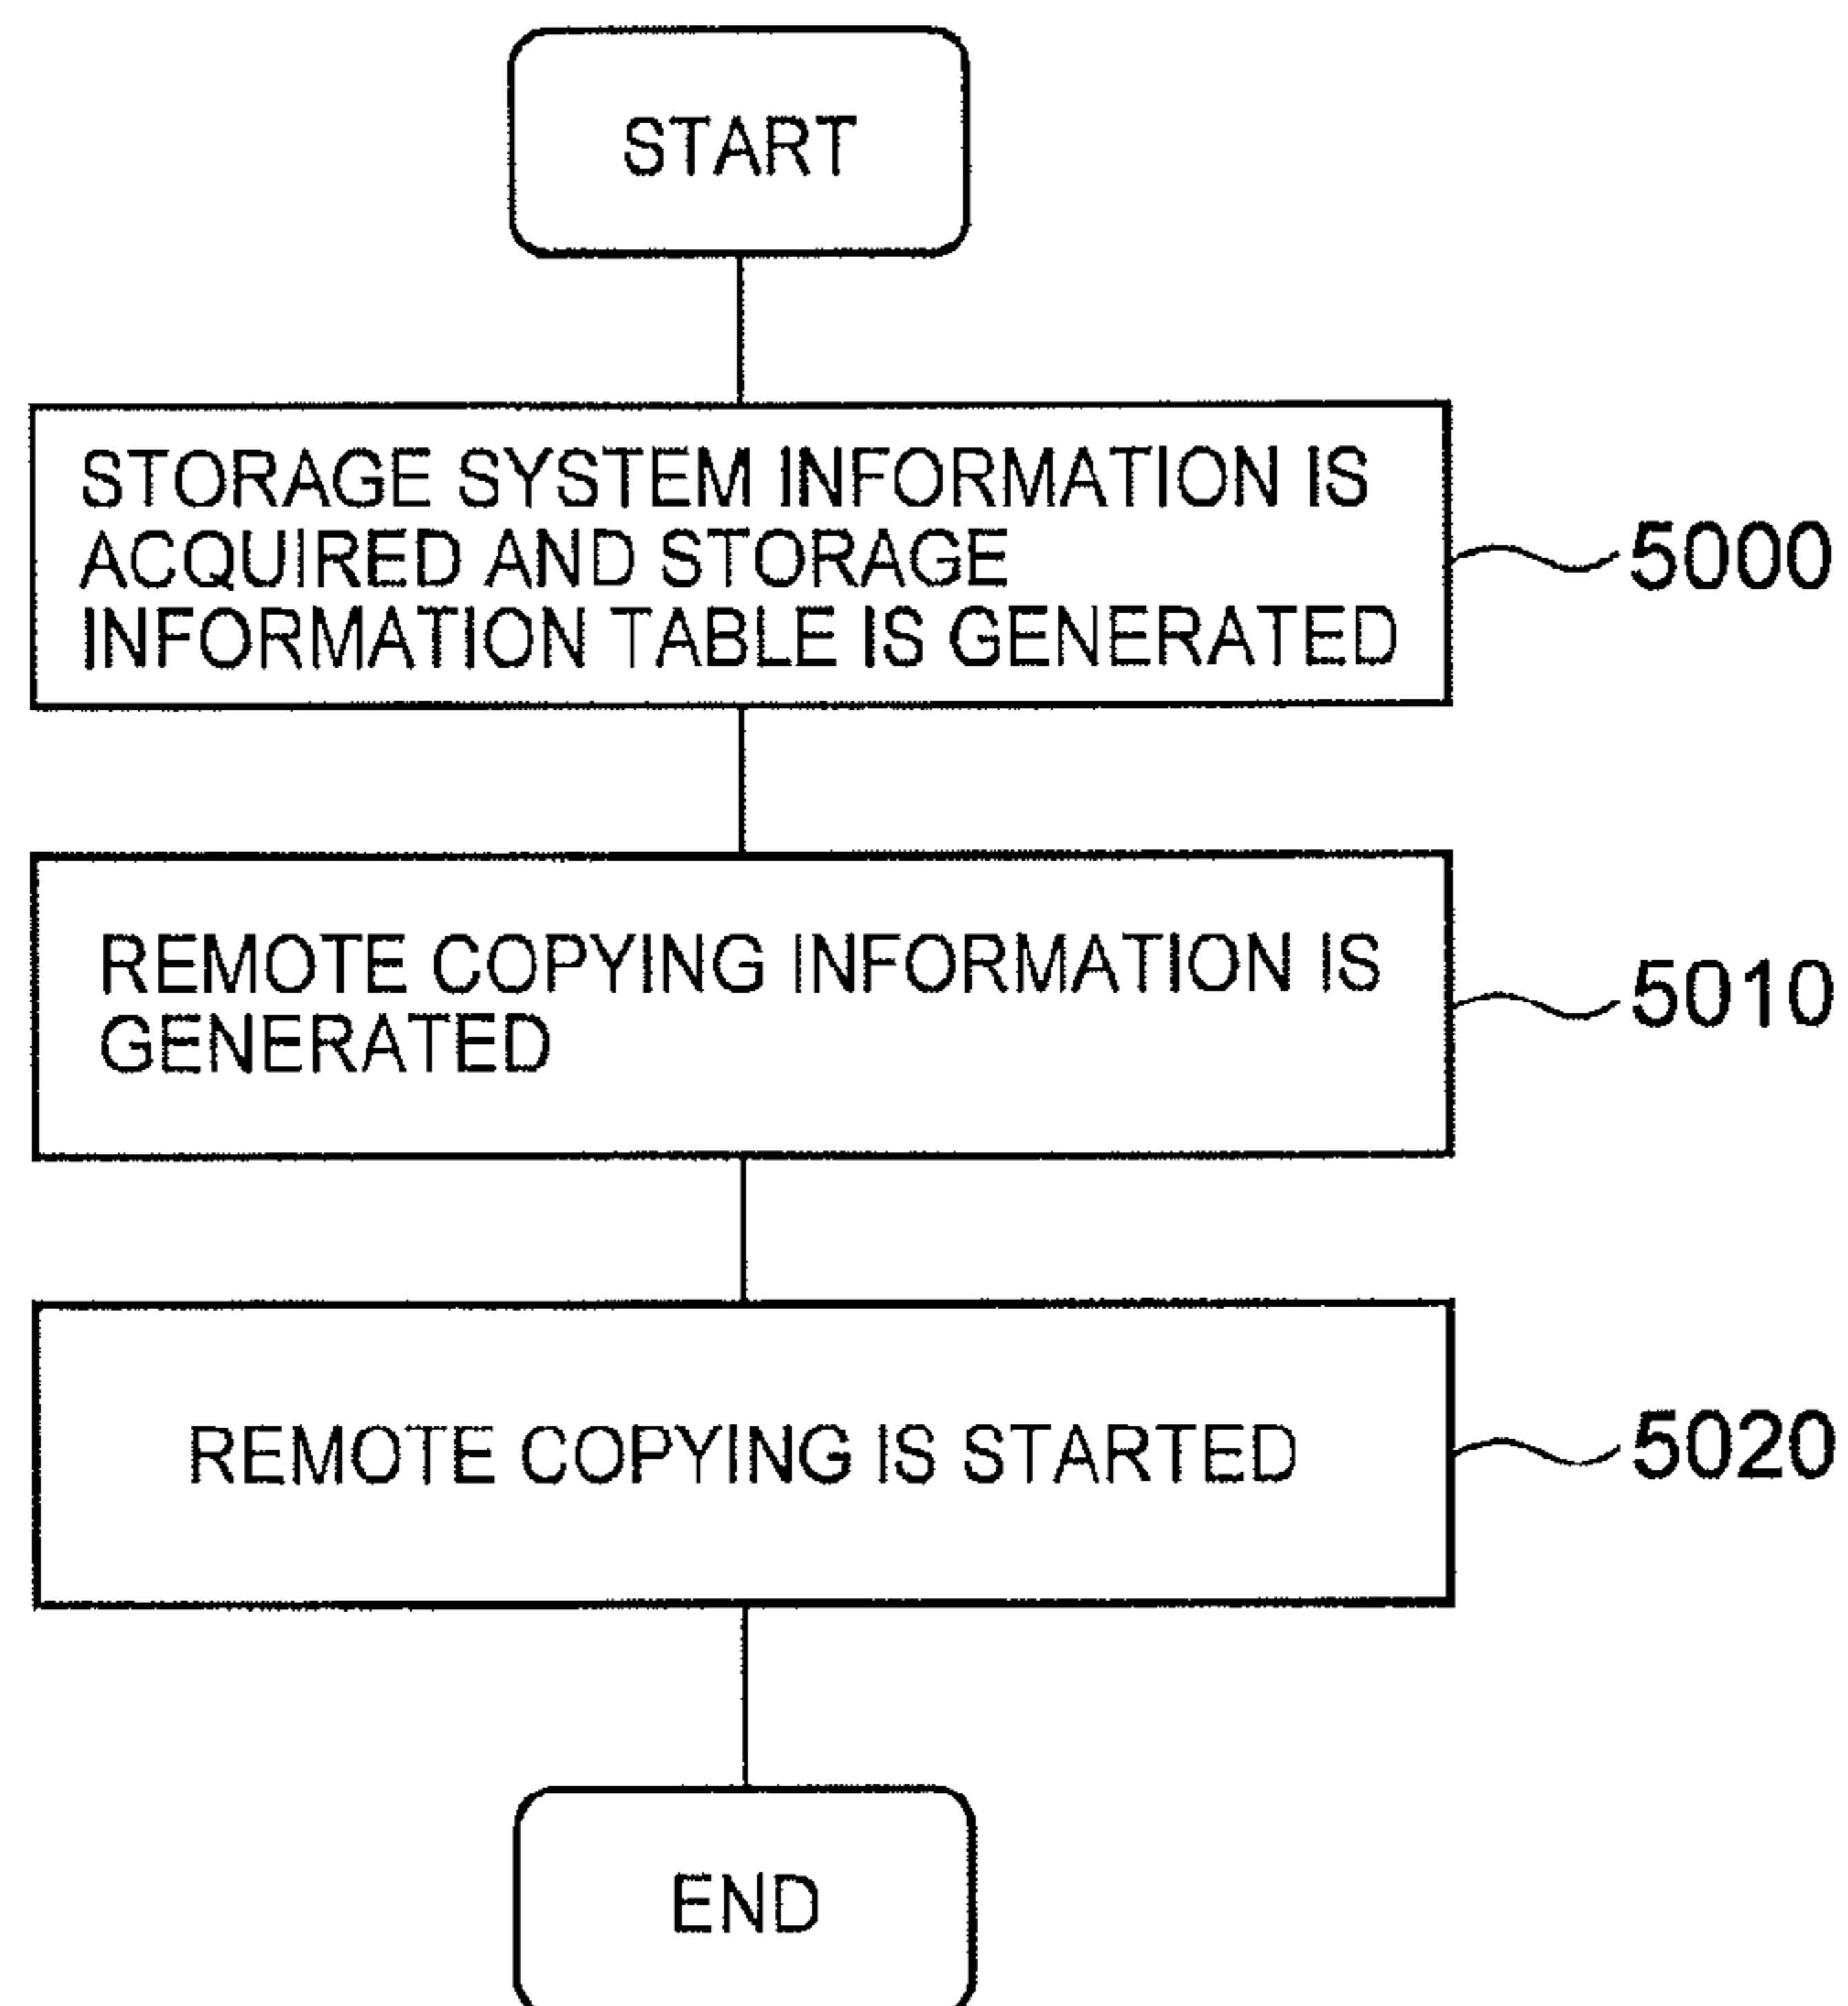 START
STORAGE SYSTEM INFORMATION IS
ACQUIRED AND STORAGE
INFORMATION TABLE IS GENERATED
5000
REMOTE COPYING INFORMATION IS
GENERATED
5010
REMOTE COPYING IS STARTED
5020
END